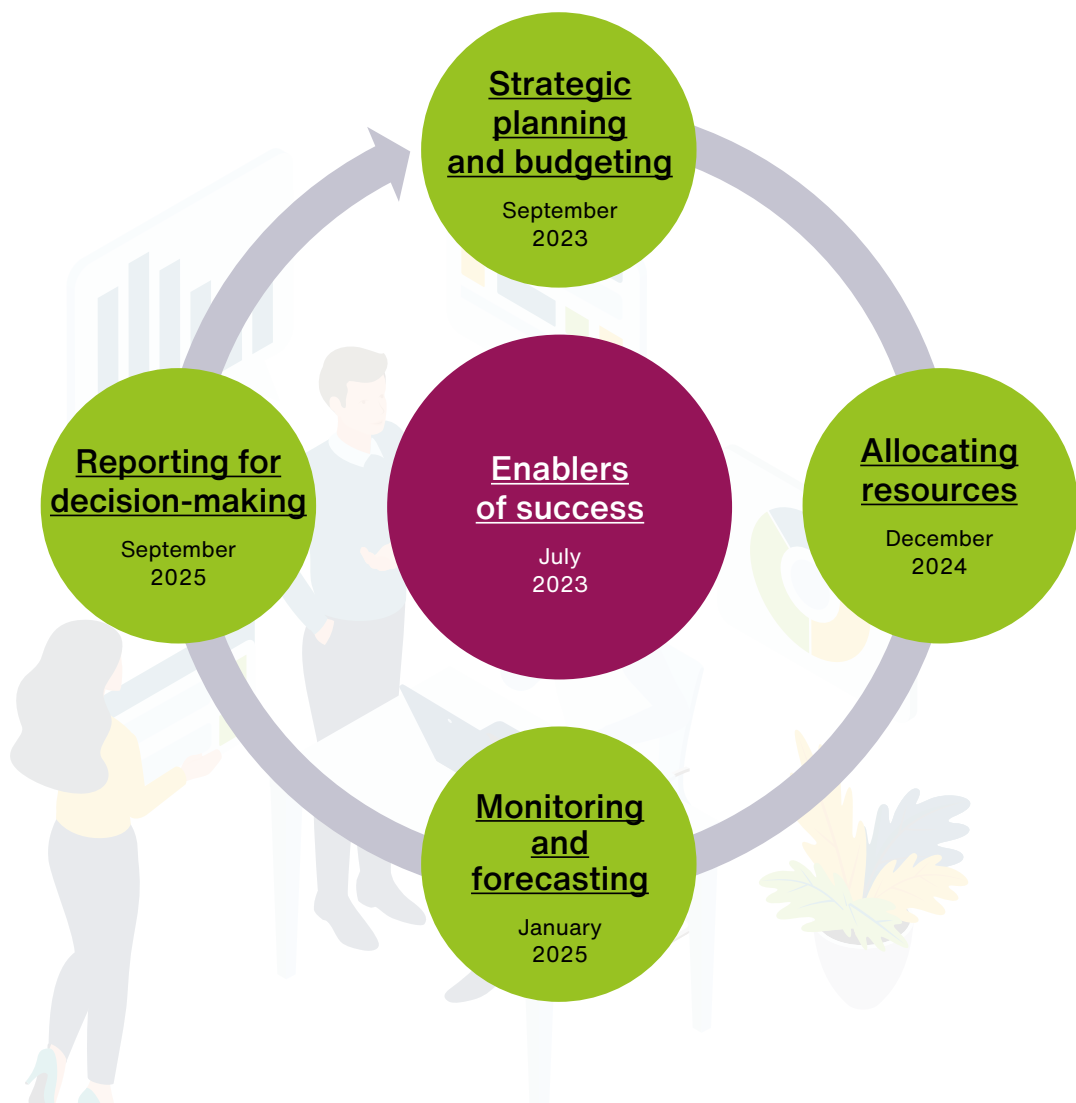 Strategic
planning
and budgeting
September
2023
Reporting for
decision-making
September
2025
Enablers
of success
July
2023
Allocating
resources
December
2024
Monitoring
and
forecasting
January
2025